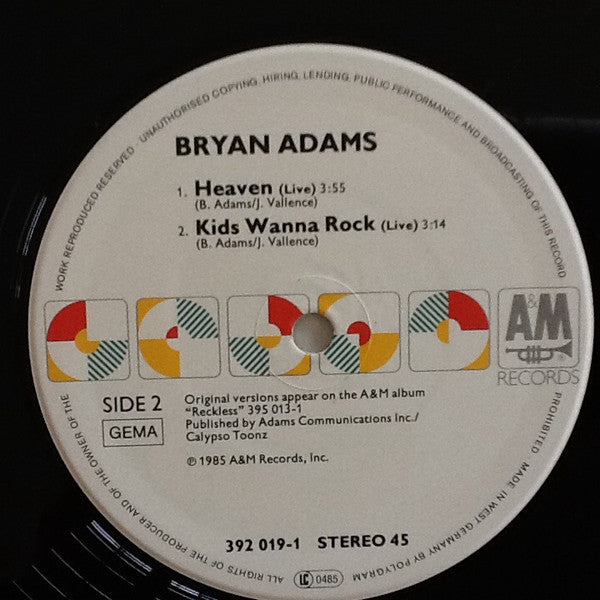 BRYAN ADAMS
1. Heaven (Live) 3:55
(B. Adams/J. Vallence)
2. Kids Wanna Rock (Live) 3:14
(B. Adams/J. Vallence)
A&M
RECORDS
SIDE 2
GEMA
Original versions appear on the A&M album
"Reckless" 395 013-1
Published by Adams Communications Inc./
Calypso Toonz
℗ 1985 A&M Records, Inc.
392 019-1 STEREO 45
ALL RIGHTS OF THE PRODUCER AND OF THE OWNER OF THE WORK REPRODUCED RESERVED UNAUTHORISED COPYING, HIRING, LENDING, PUBLIC PERFORMANCE AND BROADCASTING OF THIS RECORD PROHIBITED MADE IN WEST GERMANY BY POLYGRAM
LC 0485